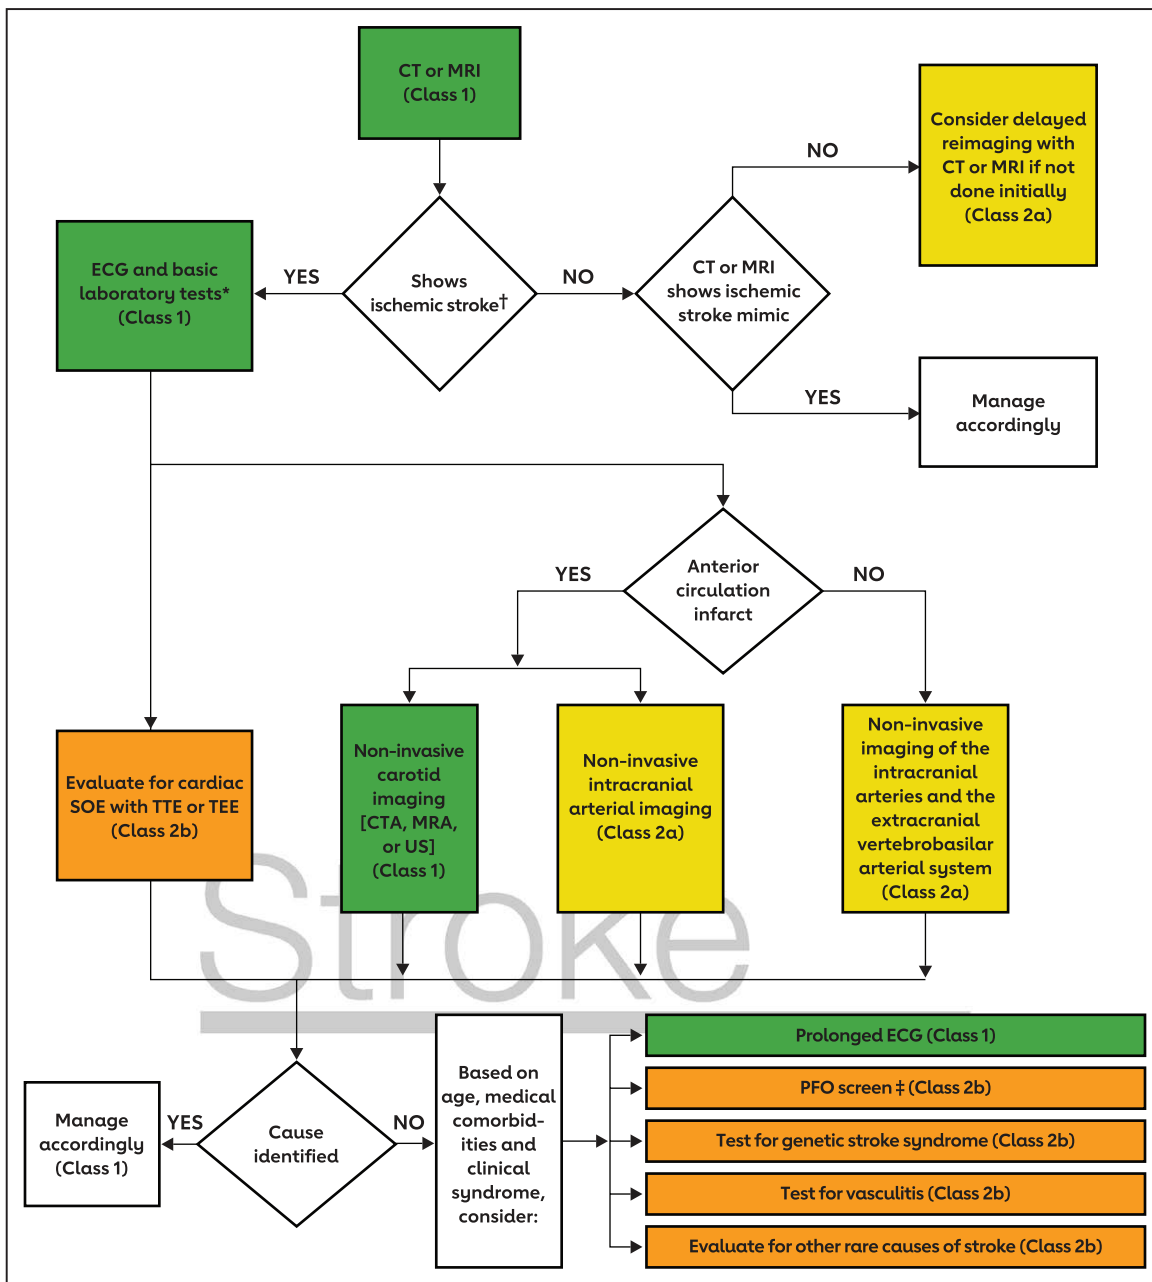 CT or MRI
(Class 1)
Consider delayed
reimaging with
CT or MRI if not
done initially
(Class 2a)
NO
ECG and basic
laboratory tests*
(Class 1)
YES
Shows
ischemic stroke†
NO
CT or MRI
shows ischemic
stroke mimic
YES
Manage
accordingly
Anterior
circulation
infarct
YES
NO
Evaluate for cardiac
SOE with TTE or TEE
(Class 2b)
Non-invasive
carotid
imaging
[CTA, MRA,
or US]
(Class 1)
Non-invasive
intracranial
arterial imaging
(Class 2a)
Non-invasive
imaging of the
intracranial
arteries and the
extracranial
vertebrobasilar
arterial system
(Class 2a)
Stroke
Manage
accordingly
(Class 1)
YES
Cause
identified
NO
Based on
age, medical
comorbid-
ities and
clinical
syndrome,
consider:
Prolonged ECG (Class 1)
PFO screen ‡ (Class 2b)
Test for genetic stroke syndrome (Class 2b)
Test for vasculitis (Class 2b)
Evaluate for other rare causes of stroke (Class 2b)